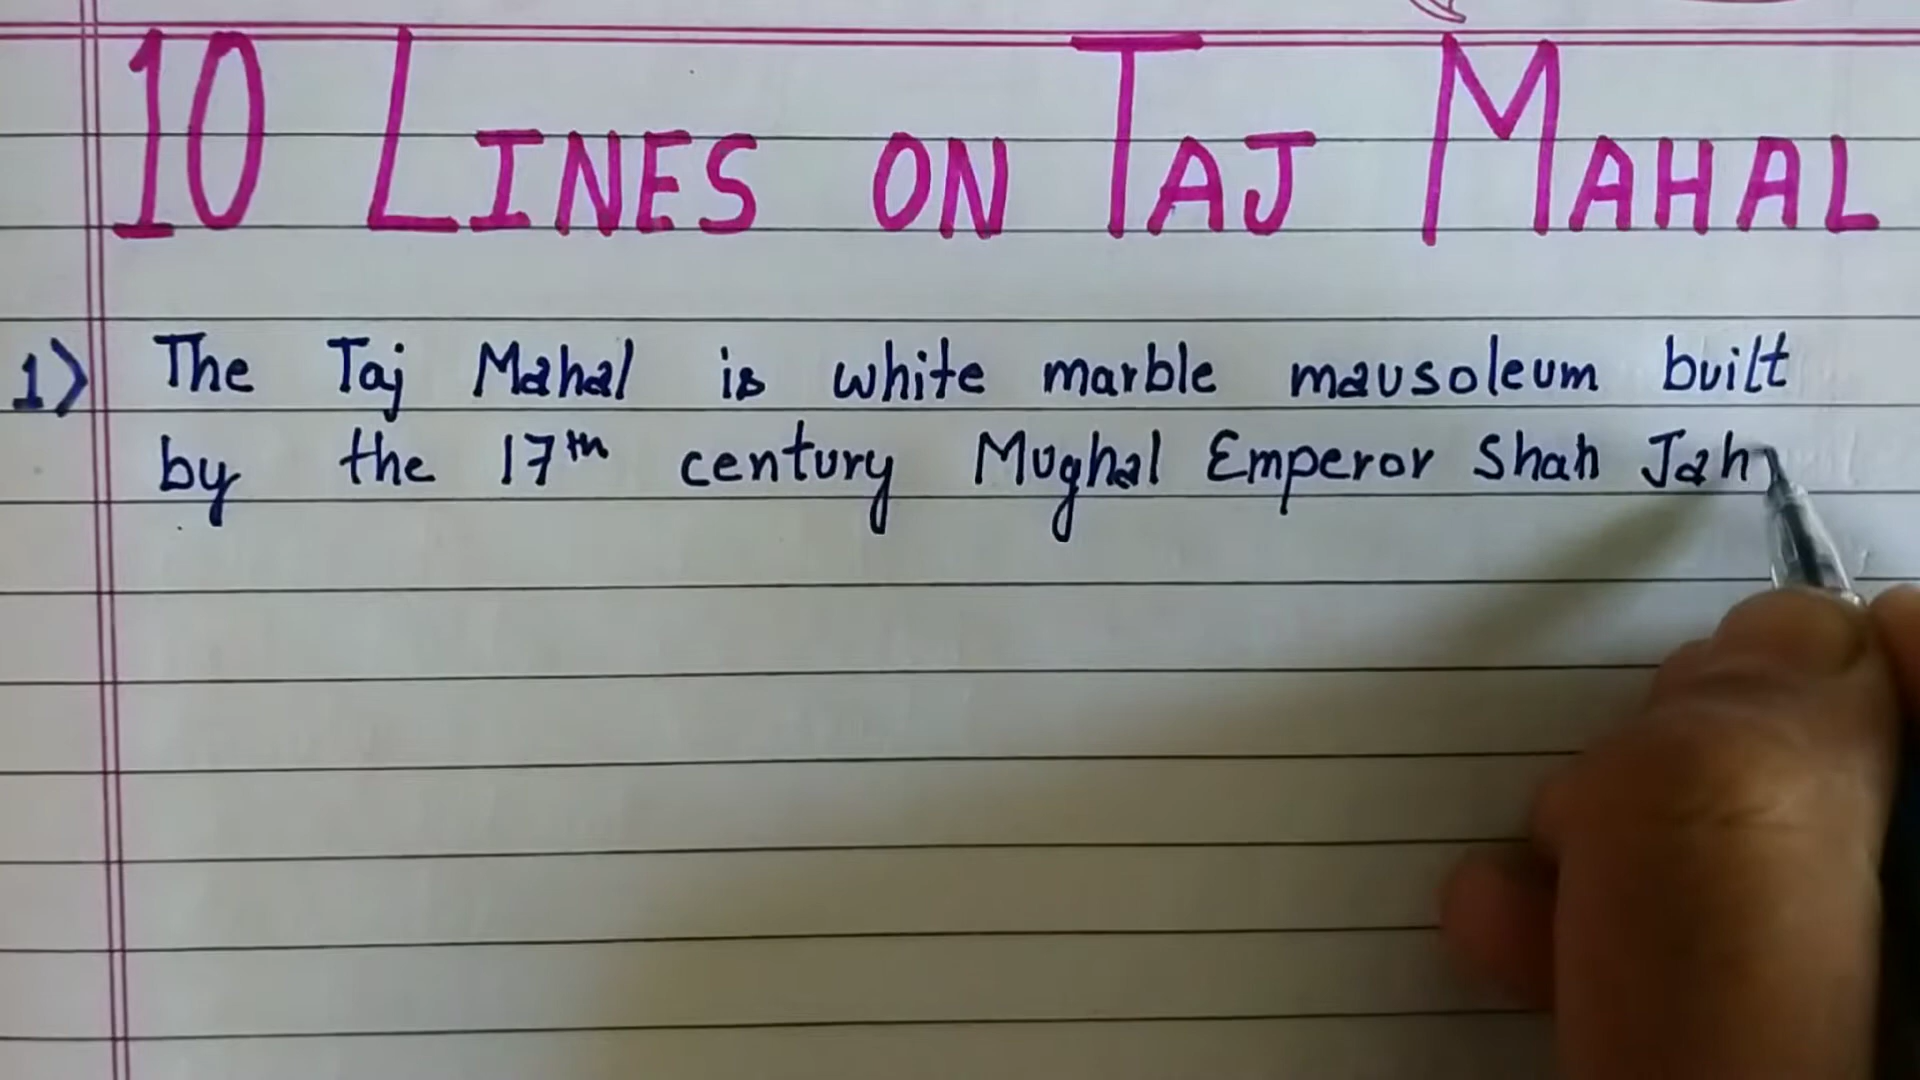 10 LINES ON TAJ MAHAL
1) The Taj Mahal is white marble mausoleum built
by the 17th century Mughal Emperor Shah Jah